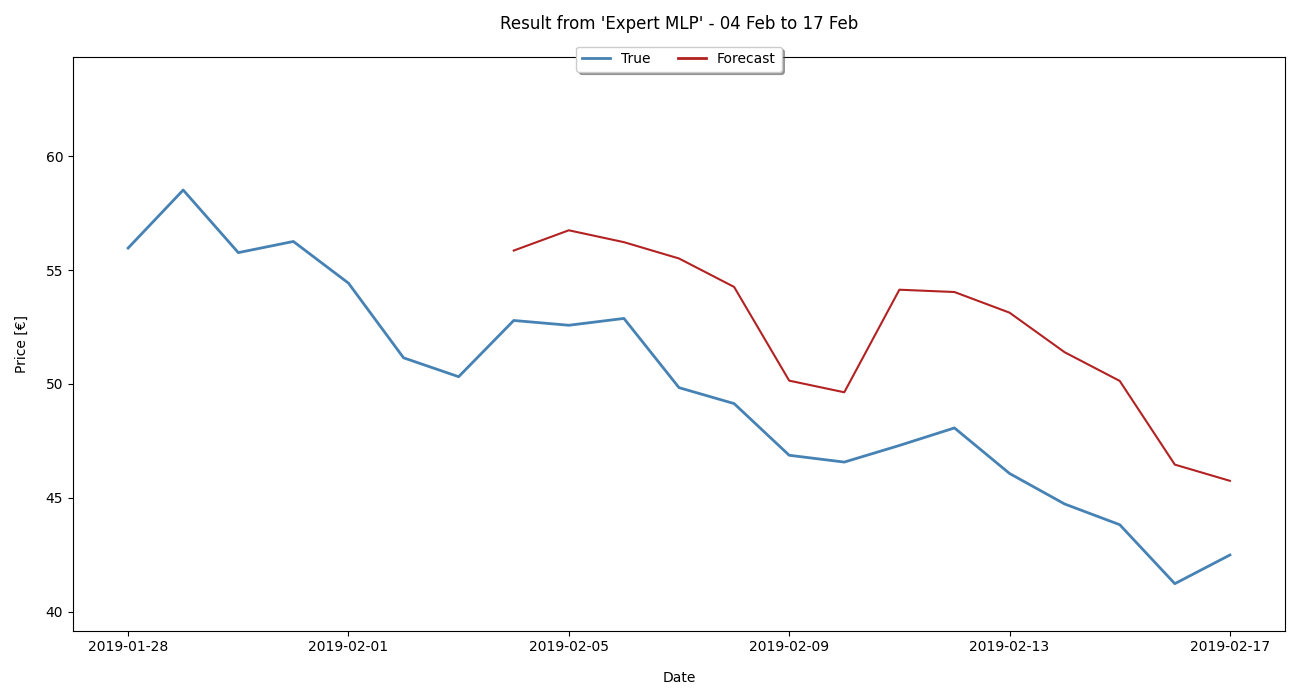 Result from 'Expert MLP' - 04 Feb to 17 Feb
True Forecast
60
55
50
45
40
Price [€]
2019-01-28 2019-02-01 2019-02-05 2019-02-09 2019-02-13 2019-02-17
Date